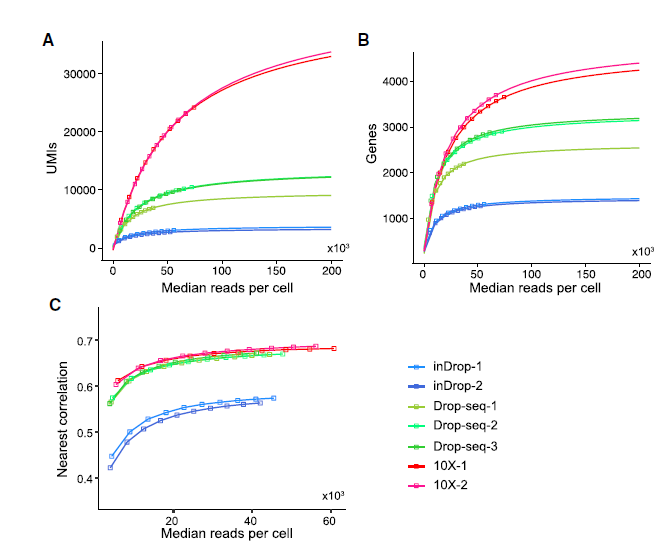 A
B
30000
20000
10000
0
UMIs
0
50
100
150
200
x10³
Median reads per cell
4000
3000
2000
1000
Genes
0
50
100
150
200
x10³
Median reads per cell
C
0.7
0.6
0.5
0.4
Nearest correlation
20
40
60
x10³
Median reads per cell
inDrop-1
inDrop-2
Drop-seq-1
Drop-seq-2
Drop-seq-3
10X-1
10X-2